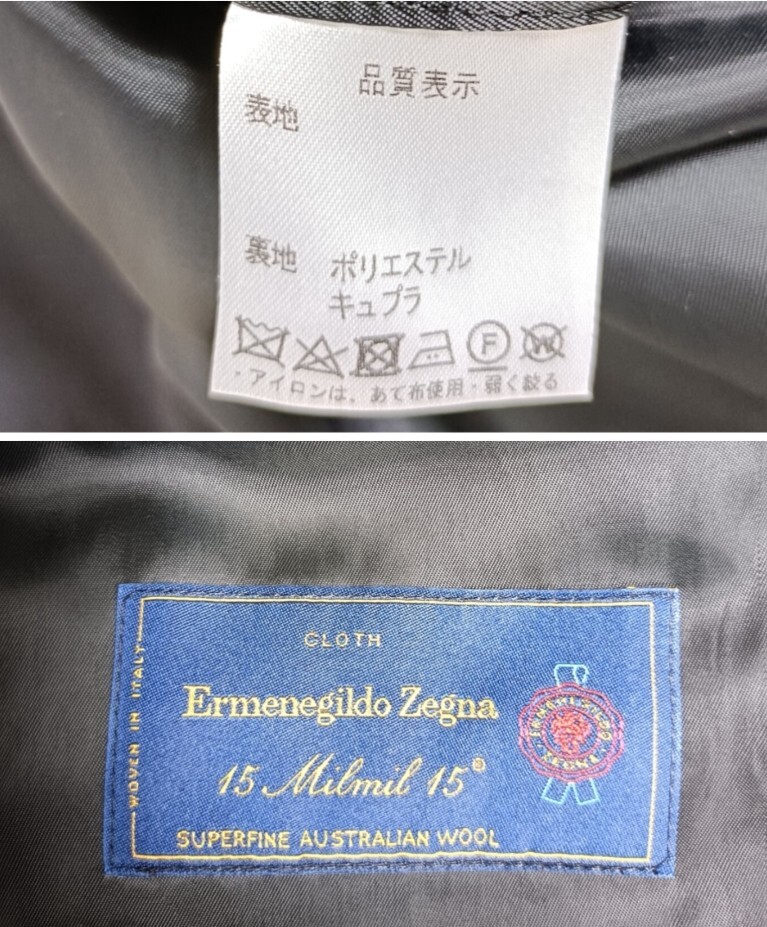 品質表示
表地
裏地 ポリエステル
キュプラ
F W
・アイロンは、あて布使用・弱く絞る
WOVEN IN ITALY
CLOTH
Ermenegildo Zegna
15 Milmil 15®
SUPERFINE AUSTRALIAN WOOL
ERMENEGILDO
ZEGNA